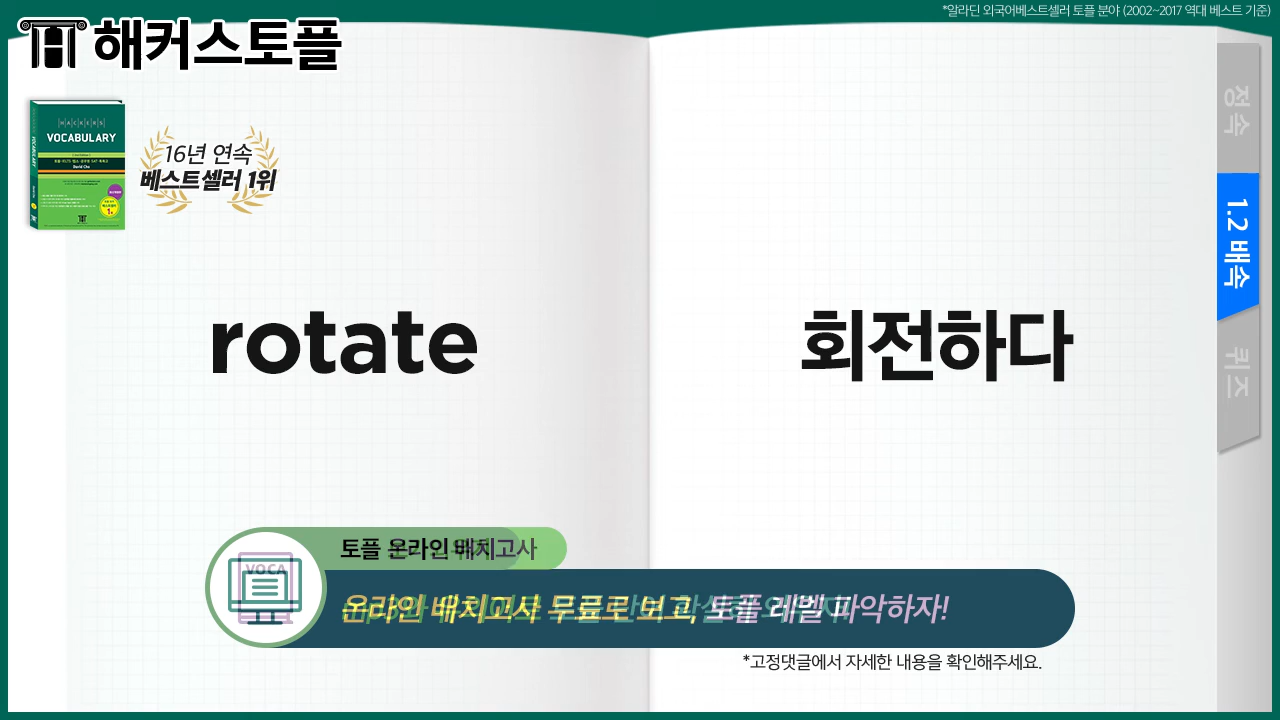 *알라딘 외국어베스트셀러 토플 분야 (2002~2017 역대 베스트 기준)
해커스토플
HACKERS
VOCABULARY
David Cho
16년 연속
베스트셀러 1위
정속
1.2 배속
퀴즈
rotate
회전하다
VOCA
토플 온라인 배치고사
온라인 배치고사 무료로 보고, 토플 레벨 파악하자!
*고정댓글에서 자세한 내용을 확인해주세요.